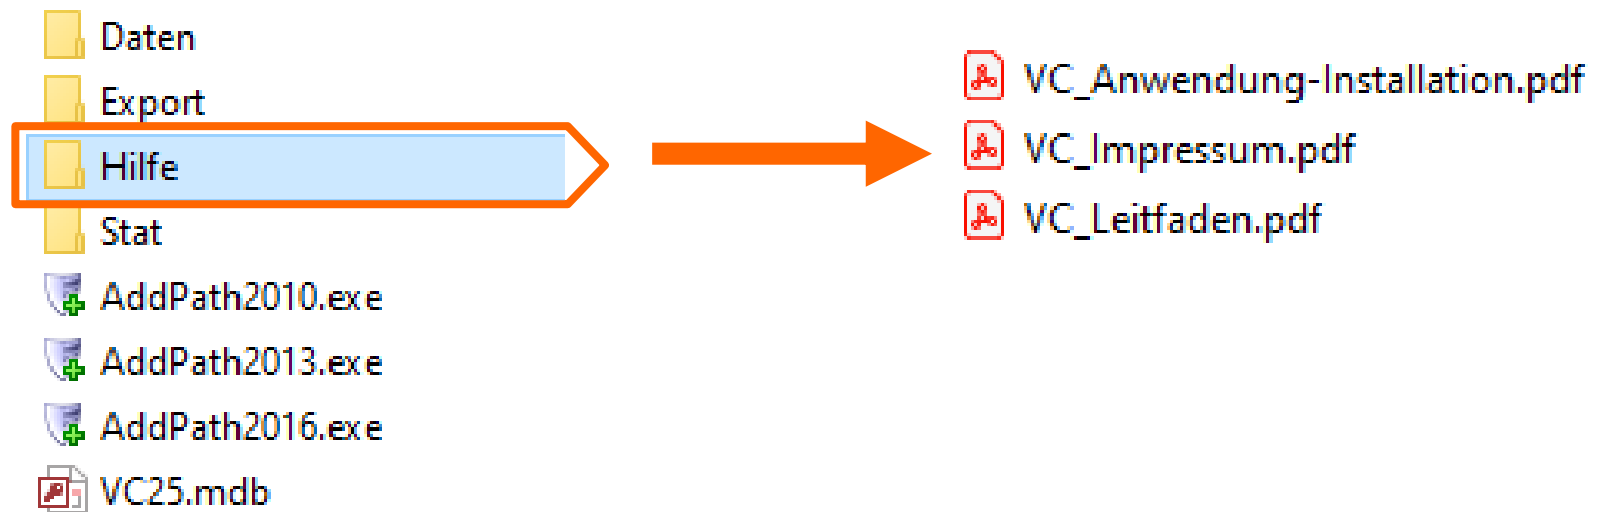 Daten
Export
Hilfe
Stat
AddPath2010.exe
AddPath2013.exe
AddPath2016.exe
VC25.mdb
VC_Anwendung-Installation.pdf
VC_Impressum.pdf
VC_Leitfaden.pdf